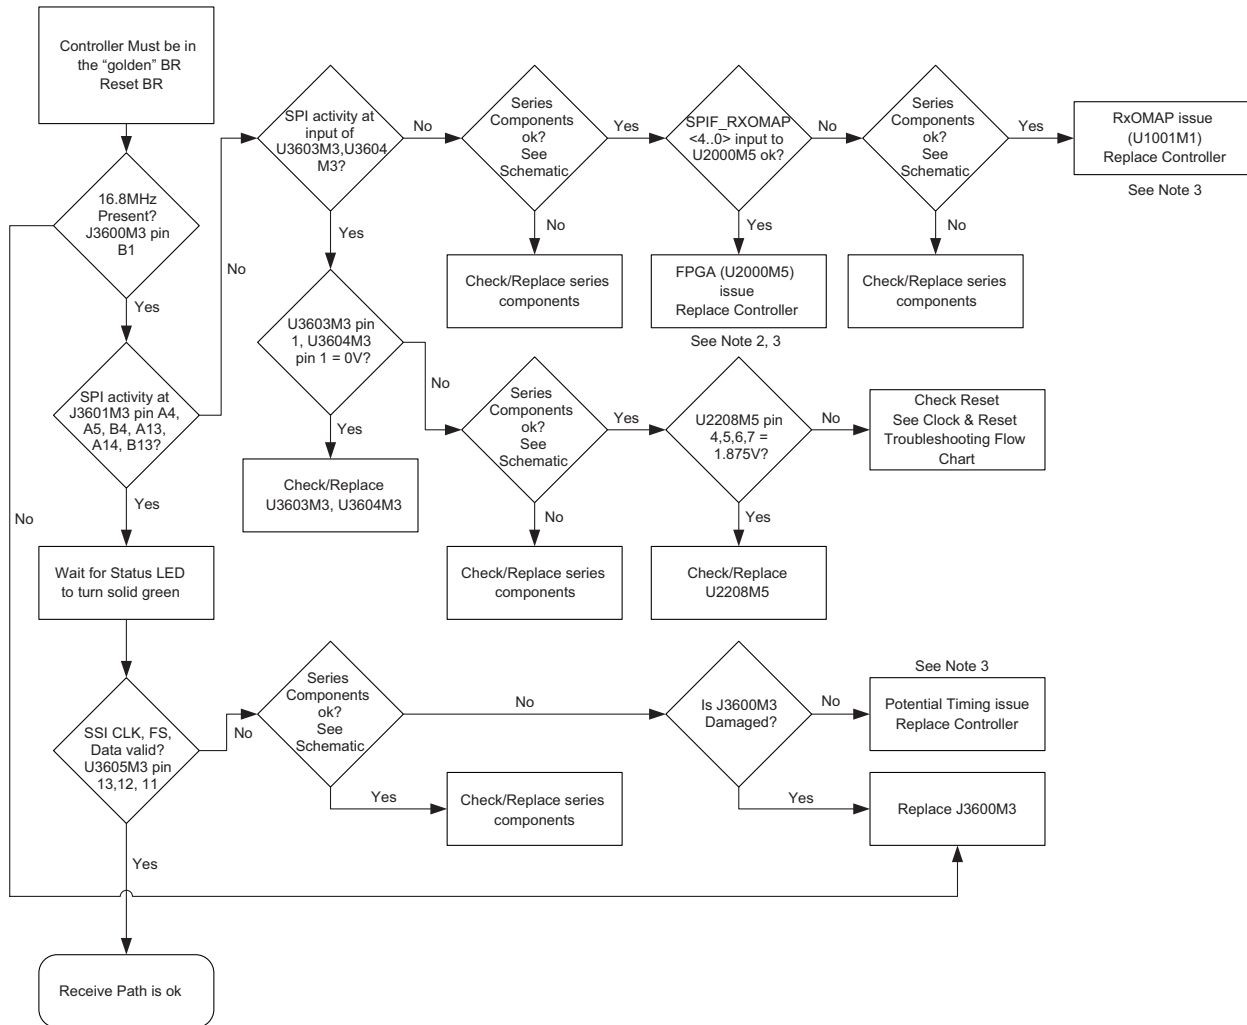 Controller Must be in
the “golden” BR
Reset BR
16.8MHz
Present?
J3600M3 pin
B1
No
Yes
SPI activity at
J3601M3 pin A4,
A5, B4, A13,
A14, B13?
No
Yes
Wait for Status LED
to turn solid green
SSI CLK, FS,
Data valid?
U3605M3 pin
13,12, 11
No
Yes
Receive Path is ok
SPI activity at
input of
U3603M3,U3604
M3?
No
Yes
Series
Components
ok?
See
Schematic
Yes
No
Check/Replace series
components
SPIF_RXOMAP
<4..0> input to
U2000M5 ok?
No
Yes
FPGA (U2000M5)
issue
Replace Controller
See Note 2, 3
Series
Components
ok?
See
Schematic
Yes
No
Check/Replace series
components
RxOMAP issue
(U1001M1)
Replace Controller
See Note 3
U3603M3 pin
1, U3604M3
pin 1 = 0V?
No
Yes
Check/Replace
U3603M3, U3604M3
Series
Components
ok?
See
Schematic
Yes
No
Check/Replace series
components
U2208M5 pin
4,5,6,7 =
1.875V?
No
Yes
Check/Replace
U2208M5
Check Reset
See Clock & Reset
Troubleshooting Flow
Chart
Series
Components
ok?
See
Schematic
No
Yes
Check/Replace series
components
Is J3600M3
Damaged?
No
Yes
See Note 3
Potential Timing issue
Replace Controller
Replace J3600M3